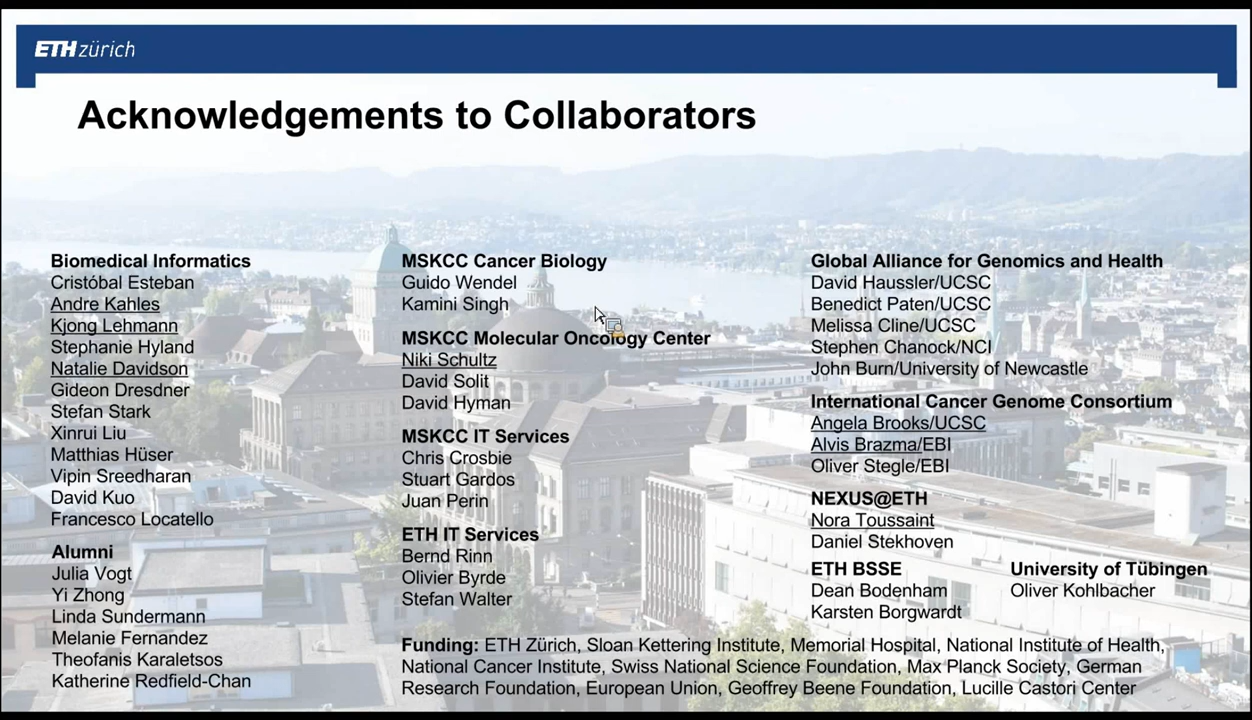 ETH zürich
Acknowledgements to Collaborators
Biomedical Informatics
Cristóbal Esteban
Andre Kahles
Kjong Lehmann
Stephanie Hyland
Natalie Davidson
Gideon Dresdner
Stefan Stark
Xinrui Liu
Matthias Hüser
Vipin Sreedharan
David Kuo
Francesco Locatello
Alumni
Julia Vogt
Yi Zhong
Linda Sundermann
Melanie Fernandez
Theofanis Karaletsos
Katherine Redfield-Chan
MSKCC Cancer Biology
Guido Wendel
Kamini Singh
MSKCC Molecular Oncology Center
Niki Schultz
David Solit
David Hyman
MSKCC IT Services
Chris Crosbie
Stuart Gardos
Juan Perin
ETH IT Services
Bernd Rinn
Olivier Byrde
Stefan Walter
Global Alliance for Genomics and Health
David Haussler/UCSC
Benedict Paten/UCSC
Melissa Cline/UCSC
Stephen Chanock/NCI
John Burn/University of Newcastle
International Cancer Genome Consortium
Angela Brooks/UCSC
Alvis Brazma/EBI
Oliver Stegle/EBI
NEXUS@ETH
Nora Toussaint
Daniel Stekhoven
ETH BSSE
Dean Bodenham
Karsten Borgwardt
University of Tübingen
Oliver Kohlbacher
Funding: ETH Zürich, Sloan Kettering Institute, Memorial Hospital, National Institute of Health,
National Cancer Institute, Swiss National Science Foundation, Max Planck Society, German
Research Foundation, European Union, Geoffrey Beene Foundation, Lucille Castori Center